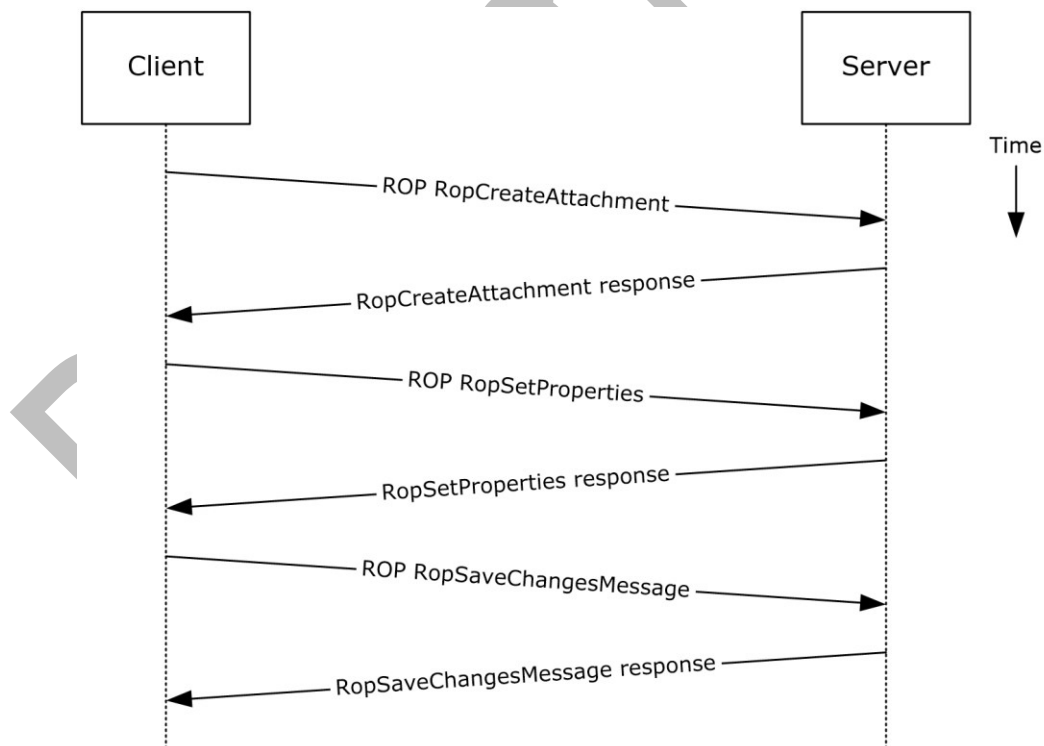 Client
Server
Time
ROP RopCreateAttachment
RopCreateAttachment response
ROP RopSetProperties
RopSetProperties response
ROP RopSaveChangesMessage
RopSaveChangesMessage response